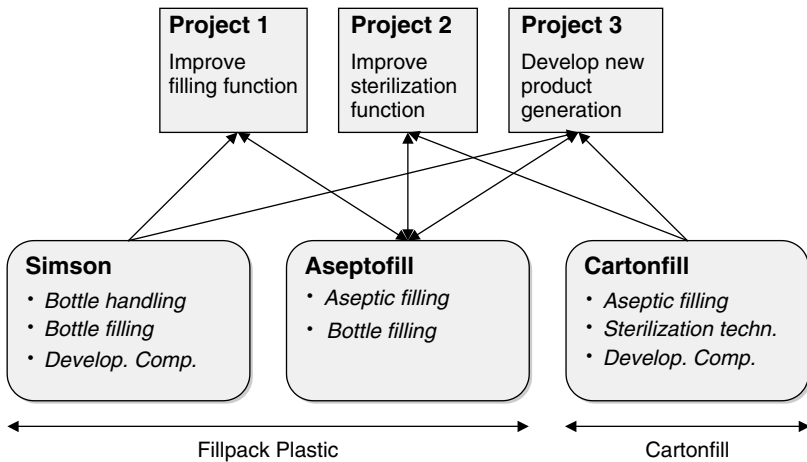 Project 1
Improve
filling function
Project 2
Improve
sterilization
function
Project 3
Develop new
product
generation
Simson
• Bottle handling
• Bottle filling
• Develop. Comp.
Aseptofill
• Aseptic filling
• Bottle filling
Cartonfill
• Aseptic filling
• Sterilization techn.
• Develop. Comp.
Fillpack Plastic
Cartonfill